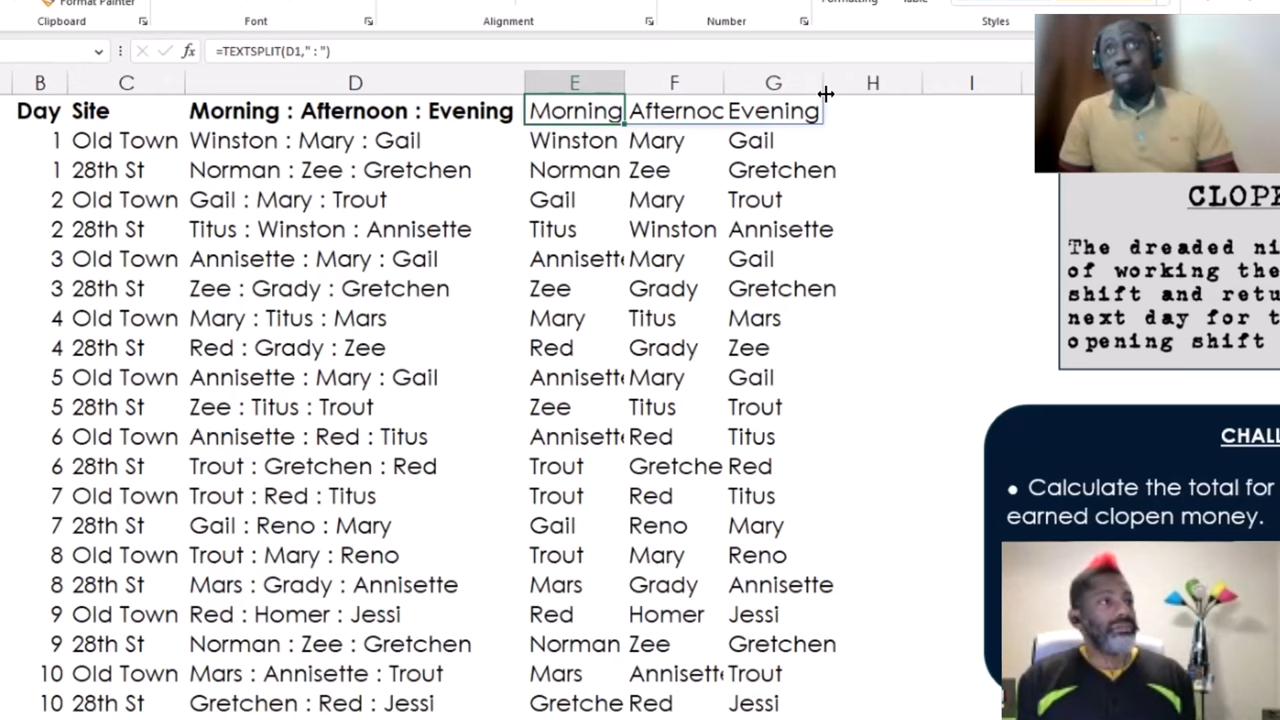 Format Painter
Clipboard Font Alignment Number Styles
=TEXTSPLIT(D1," : ")
B C D E F G H I
Day Site Morning : Afternoon : Evening Morning Afternoc Evening
1 Old Town Winston : Mary : Gail Winston Mary Gail
1 28th St Norman : Zee : Gretchen Norman Zee Gretchen
2 Old Town Gail : Mary : Trout Gail Mary Trout
2 28th St Titus : Winston : Annisette Titus Winston Annisette
3 Old Town Annisette : Mary : Gail Annisett Mary Gail
3 28th St Zee : Grady : Gretchen Zee Grady Gretchen
4 Old Town Mary : Titus : Mars Mary Titus Mars
4 28th St Red : Grady : Zee Red Grady Zee
5 Old Town Annisette : Mary : Gail Annisett Mary Gail
5 28th St Zee : Titus : Trout Zee Titus Trout
6 Old Town Annisette : Red : Titus Annisett Red Titus
6 28th St Trout : Gretchen : Red Trout Gretche Red
7 Old Town Trout : Red : Titus Trout Red Titus
7 28th St Gail : Reno : Mary Gail Reno Mary
8 Old Town Trout : Mary : Reno Trout Mary Reno
8 28th St Mars : Grady : Annisette Mars Grady Annisette
9 Old Town Red : Homer : Jessi Red Homer Jessi
9 28th St Norman : Zee : Gretchen Norman Zee Gretchen
10 Old Town Mars : Annisette : Trout Mars Annisett Trout
10 28th St Gretchen : Red : Jessi Gretche Red Jessi
CLOP
The dreaded ni
of working the
shift and retu
next day for t
opening shift
CHALL
• Calculate the total for
earned clopen money.